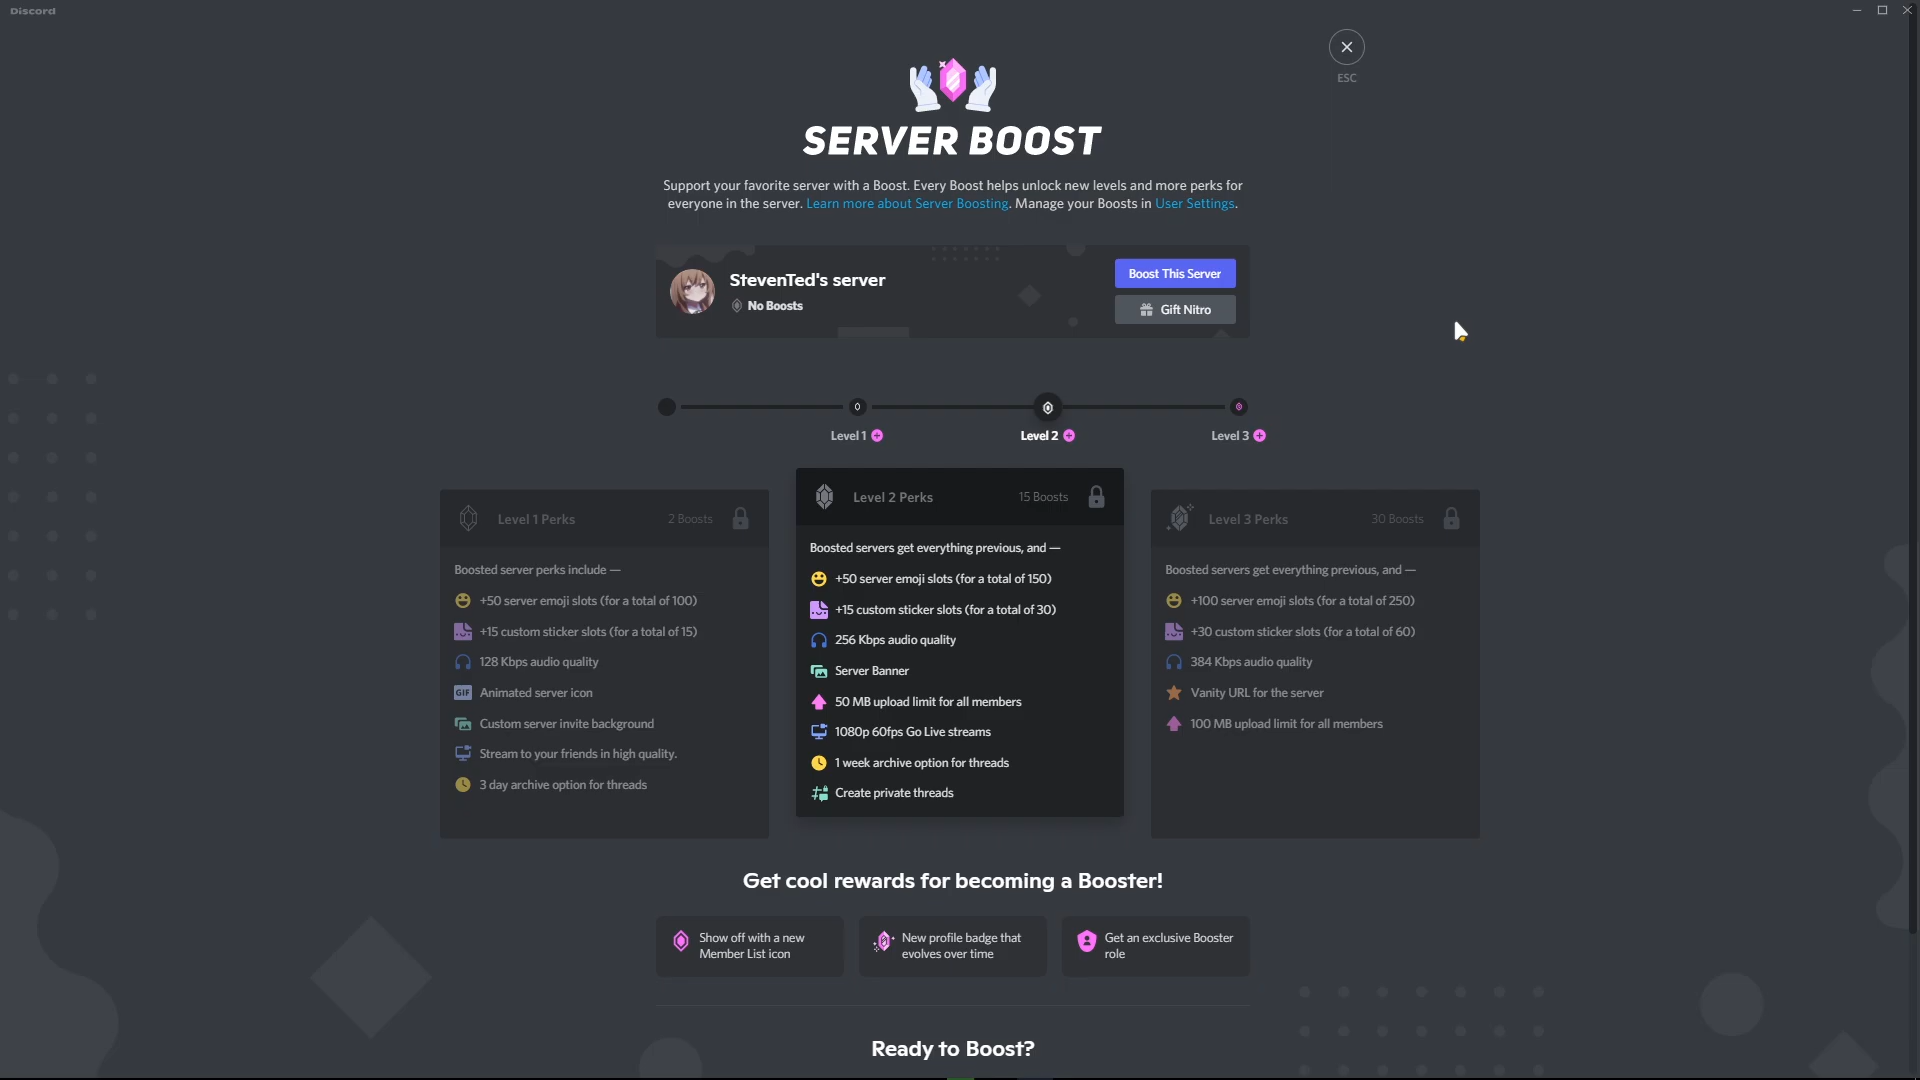 Discord
ESC
SERVER BOOST
Support your favorite server with a Boost. Every Boost helps unlock new levels and more perks for
everyone in the server. Learn more about Server Boosting. Manage your Boosts in User Settings.
StevenTed's server
No Boosts
Boost This Server
Gift Nitro
Level 1
Level 2
Level 3
Level 1 Perks
2 Boosts
Boosted server perks include —
+50 server emoji slots (for a total of 100)
+15 custom sticker slots (for a total of 15)
128 Kbps audio quality
GIF Animated server icon
Custom server invite background
Stream to your friends in high quality.
3 day archive option for threads
Level 2 Perks
15 Boosts
Boosted servers get everything previous, and —
+50 server emoji slots (for a total of 150)
+15 custom sticker slots (for a total of 30)
256 Kbps audio quality
Server Banner
50 MB upload limit for all members
1080p 60fps Go Live streams
1 week archive option for threads
Create private threads
Level 3 Perks
30 Boosts
Boosted servers get everything previous, and —
+100 server emoji slots (for a total of 250)
+30 custom sticker slots (for a total of 60)
384 Kbps audio quality
Vanity URL for the server
100 MB upload limit for all members
Get cool rewards for becoming a Booster!
Show off with a new
Member List icon
New profile badge that
evolves over time
Get an exclusive Booster
role
Ready to Boost?